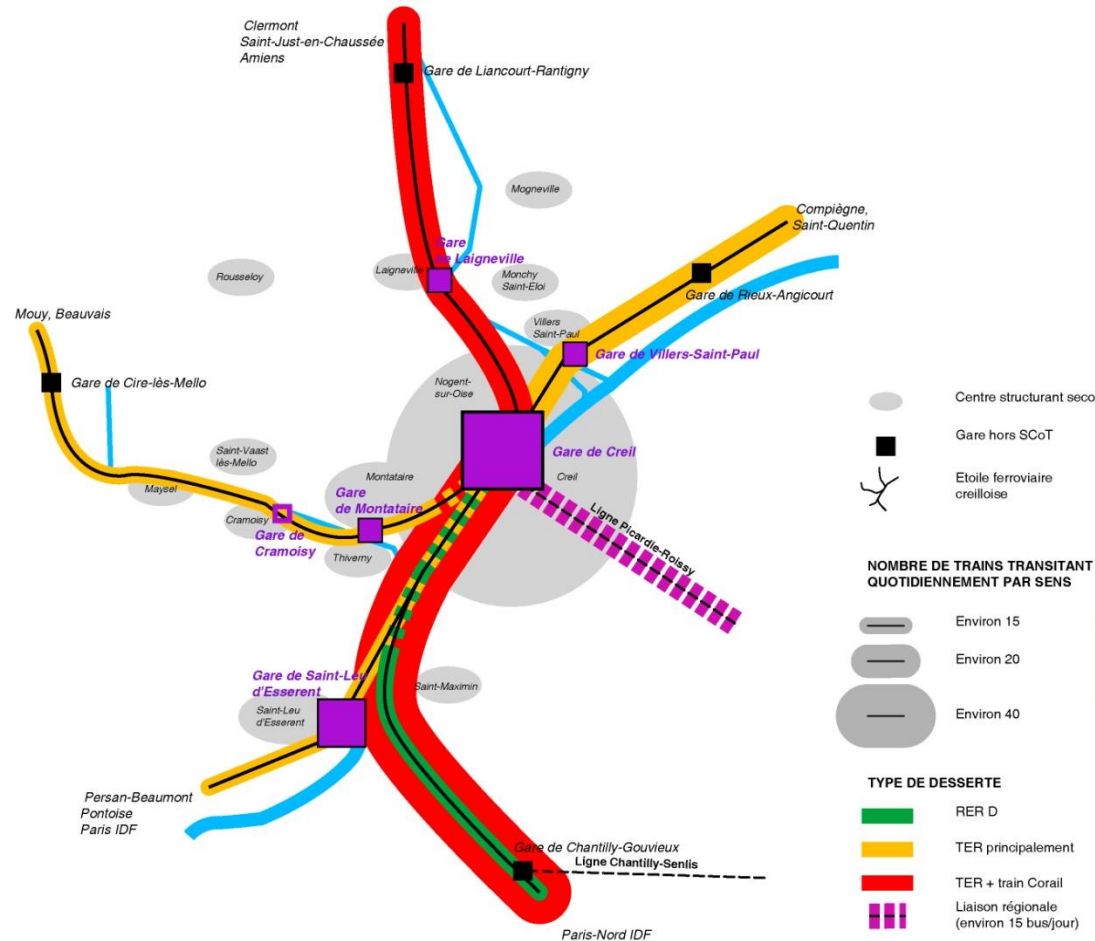 Clermont
Saint-Just-en-Chaussée
Amiens
Gare de Liancourt-Rantigny
Mogneville
Compiègne,
Saint-Quentin
Gare
de Laigneville
Laigneville
Monchy
Saint-Eloi
Rousseloy
Gare de Rieux-Angicourt
Mouy, Beauvais
Villers
Saint-Paul
Gare de Villers-Saint-Paul
Gare de Cire-lès-Mello
Nogent-
sur-Oise
Centre structurant seco
Gare hors SCoT
Etoile ferroviaire
creilloise
Saint-Vaast
lès-Mello
Gare de Creil
Montataire
Creil
Maysel
Gare
de Montataire
Cramoisy
Gare de
Cramoisy
Thiverny
Ligne Picardie-Roissy
NOMBRE DE TRAINS TRANSITANT
QUOTIDIENNEMENT PAR SENS
Environ 15
Environ 20
Environ 40
Gare de Saint-Leu
d'Esserent
Saint-Maximin
Saint-Leu
d'Esserent
Persan-Beaumont
Pontoise
Paris IDF
TYPE DE DESSERTE
RER D
TER principalement
TER + train Corail
Liaison régionale
(environ 15 bus/jour)
Gare de Chantilly-Gouvieux
Ligne Chantilly-Senlis
Paris-Nord IDF